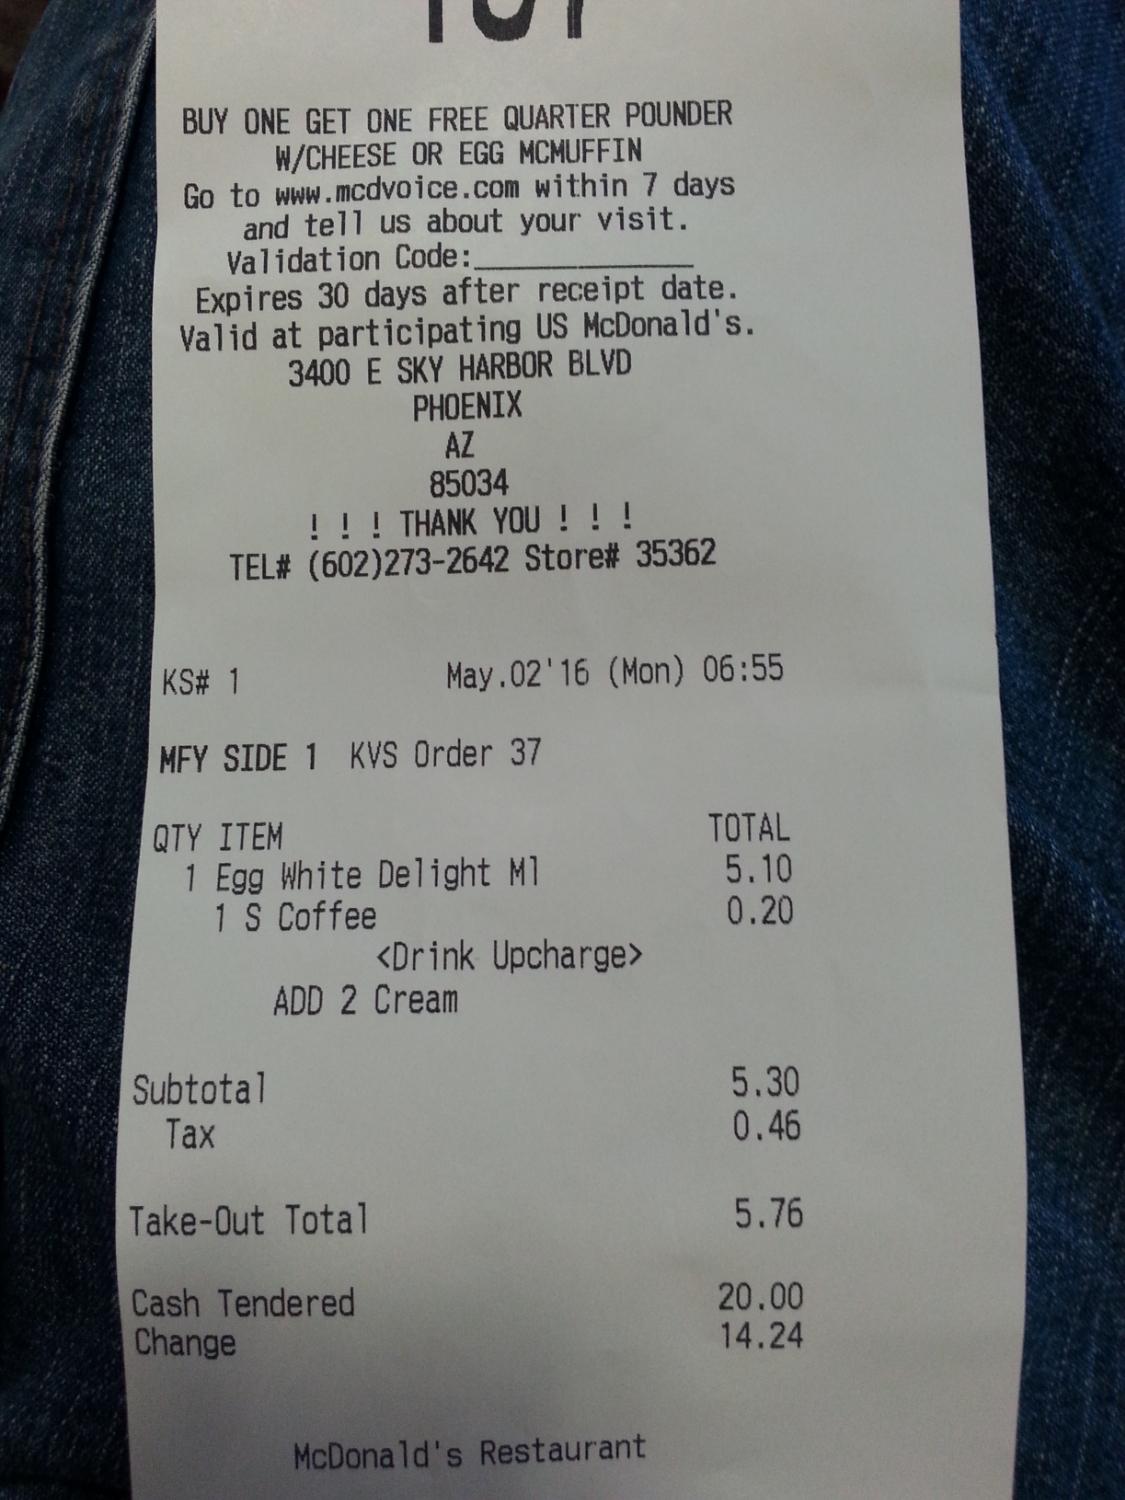 BUY ONE GET ONE FREE QUARTER POUNDER
W/CHEESE OR EGG MCMUFFIN
Go to www.mcdvoice.com within 7 days
and tell us about your visit.
Validation Code:______________
Expires 30 days after receipt date.
Valid at participating US McDonald's.
3400 E SKY HARBOR BLVD
PHOENIX
AZ
85034
! ! ! THANK YOU ! ! !
TEL# (602)273-2642 Store# 35362
KS# 1 May.02'16 (Mon) 06:55
MFY SIDE 1 KVS Order 37
QTY ITEM TOTAL
1 Egg White Delight Ml 5.10
1 S Coffee 0.20
<Drink Upcharge>
ADD 2 Cream
Subtotal 5.30
Tax 0.46
Take-Out Total 5.76
Cash Tendered 20.00
Change 14.24
McDonald's Restaurant